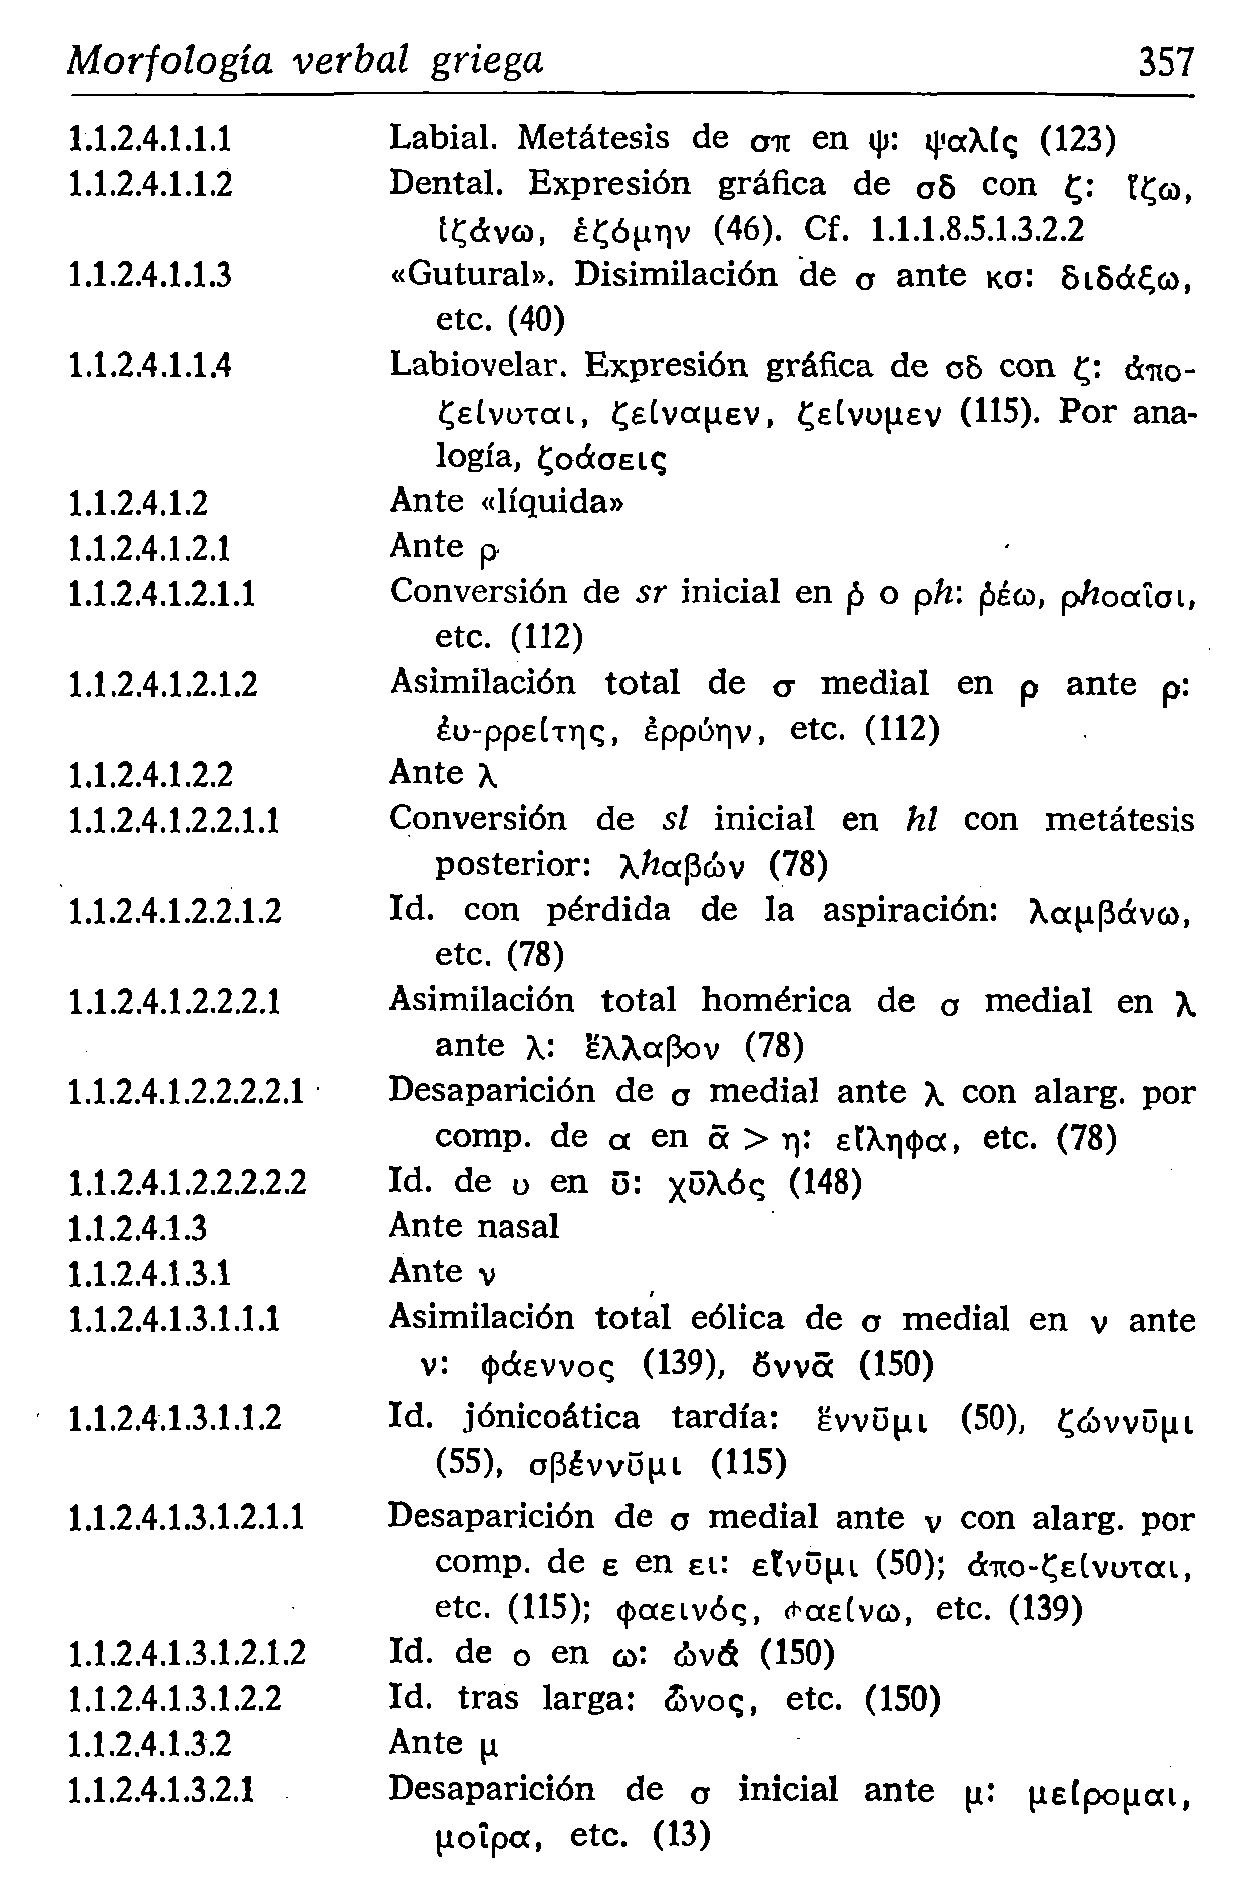 Morfología verbal griega 357
1.1.2.4.1.1.1 Labial. Metátesis de σπ en ψ: ψαλίς (123)
1.1.2.4.1.1.2 Dental. Expresión gráfica de σδ con ζ: ἵζω,
ἱζάνω, ἑζόμην (46). Cf. 1.1.1.8.5.1.3.2.2
1.1.2.4.1.1.3 «Gutural». Disimilación de σ ante κσ: διδάξω,
etc. (40)
1.1.2.4.1.1.4 Labiovelar. Expresión gráfica de σδ con ζ: ἀπο-
ζείνυται, ζείναμεν, ζείνυμεν (115). Por ana-
logía, ζοάσεις
1.1.2.4.1.2 Ante «líquida»
1.1.2.4.1.2.1 Ante ρ
1.1.2.4.1.2.1.1 Conversión de sr inicial en ῥ o ρh: ῥέω, ρhοαῖσι,
etc. (112)
1.1.2.4.1.2.1.2 Asimilación total de σ medial en ρ ante ρ:
ἐυ-ρρείτης, ἐρρύην, etc. (112)
1.1.2.4.1.2.2 Ante λ
1.1.2.4.1.2.2.1.1 Conversión de sl inicial en hl con metátesis
posterior: λhαβών (78)
1.1.2.4.1.2.2.1.2 Id. con pérdida de la aspiración: λαμβάνω,
etc. (78)
1.1.2.4.1.2.2.2.1 Asimilación total homérica de σ medial en λ
ante λ: ἔλλαβον (78)
1.1.2.4.1.2.2.2.2.1 Desaparición de σ medial ante λ con alarg. por
comp. de α en ᾱ > η: εἴληφα, etc. (78)
1.1.2.4.1.2.2.2.2.2 Id. de υ en ῡ: χῡλός (148)
1.1.2.4.1.3 Ante nasal
1.1.2.4.1.3.1 Ante ν
1.1.2.4.1.3.1.1.1 Asimilación total eólica de σ medial en ν ante
ν: φάεννος (139), ὄννᾱ (150)
1.1.2.4.1.3.1.1.2 Id. jónicoática tardía: ἕννῡμι (50), ζώννῡμι
(55), σβέννῡμι (115)
1.1.2.4.1.3.1.2.1.1 Desaparición de σ medial ante ν con alarg. por
comp. de ε en ει: εἵνῡμι (50); ἀπο-ζείνυται,
etc. (115); φαεινός, φαείνω, etc. (139)
1.1.2.4.1.3.1.2.1.2 Id. de ο en ω: ὠνά̄ (150)
1.1.2.4.1.3.1.2.2 Id. tras larga: ὦνος, etc. (150)
1.1.2.4.1.3.2 Ante μ
1.1.2.4.1.3.2.1 Desaparición de σ inicial ante μ: μείρομαι,
μοῖρα, etc. (13)